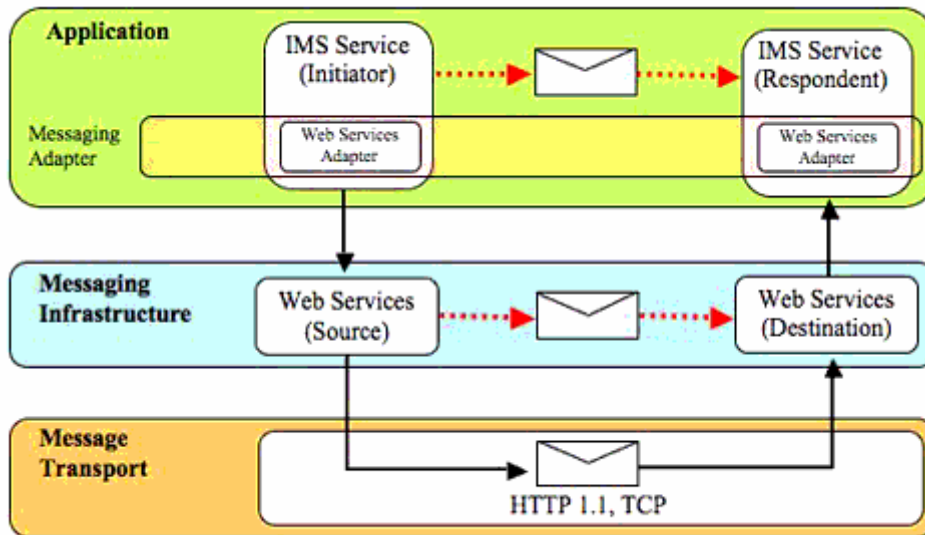 Application
IMS Service
(Initiator)
IMS Service
(Respondent)
Messaging
Adapter
Web Services
Adapter
Web Services
Adapter
Messaging
Infrastructure
Web Services
(Source)
Web Services
(Destination)
Message
Transport
HTTP 1.1, TCP